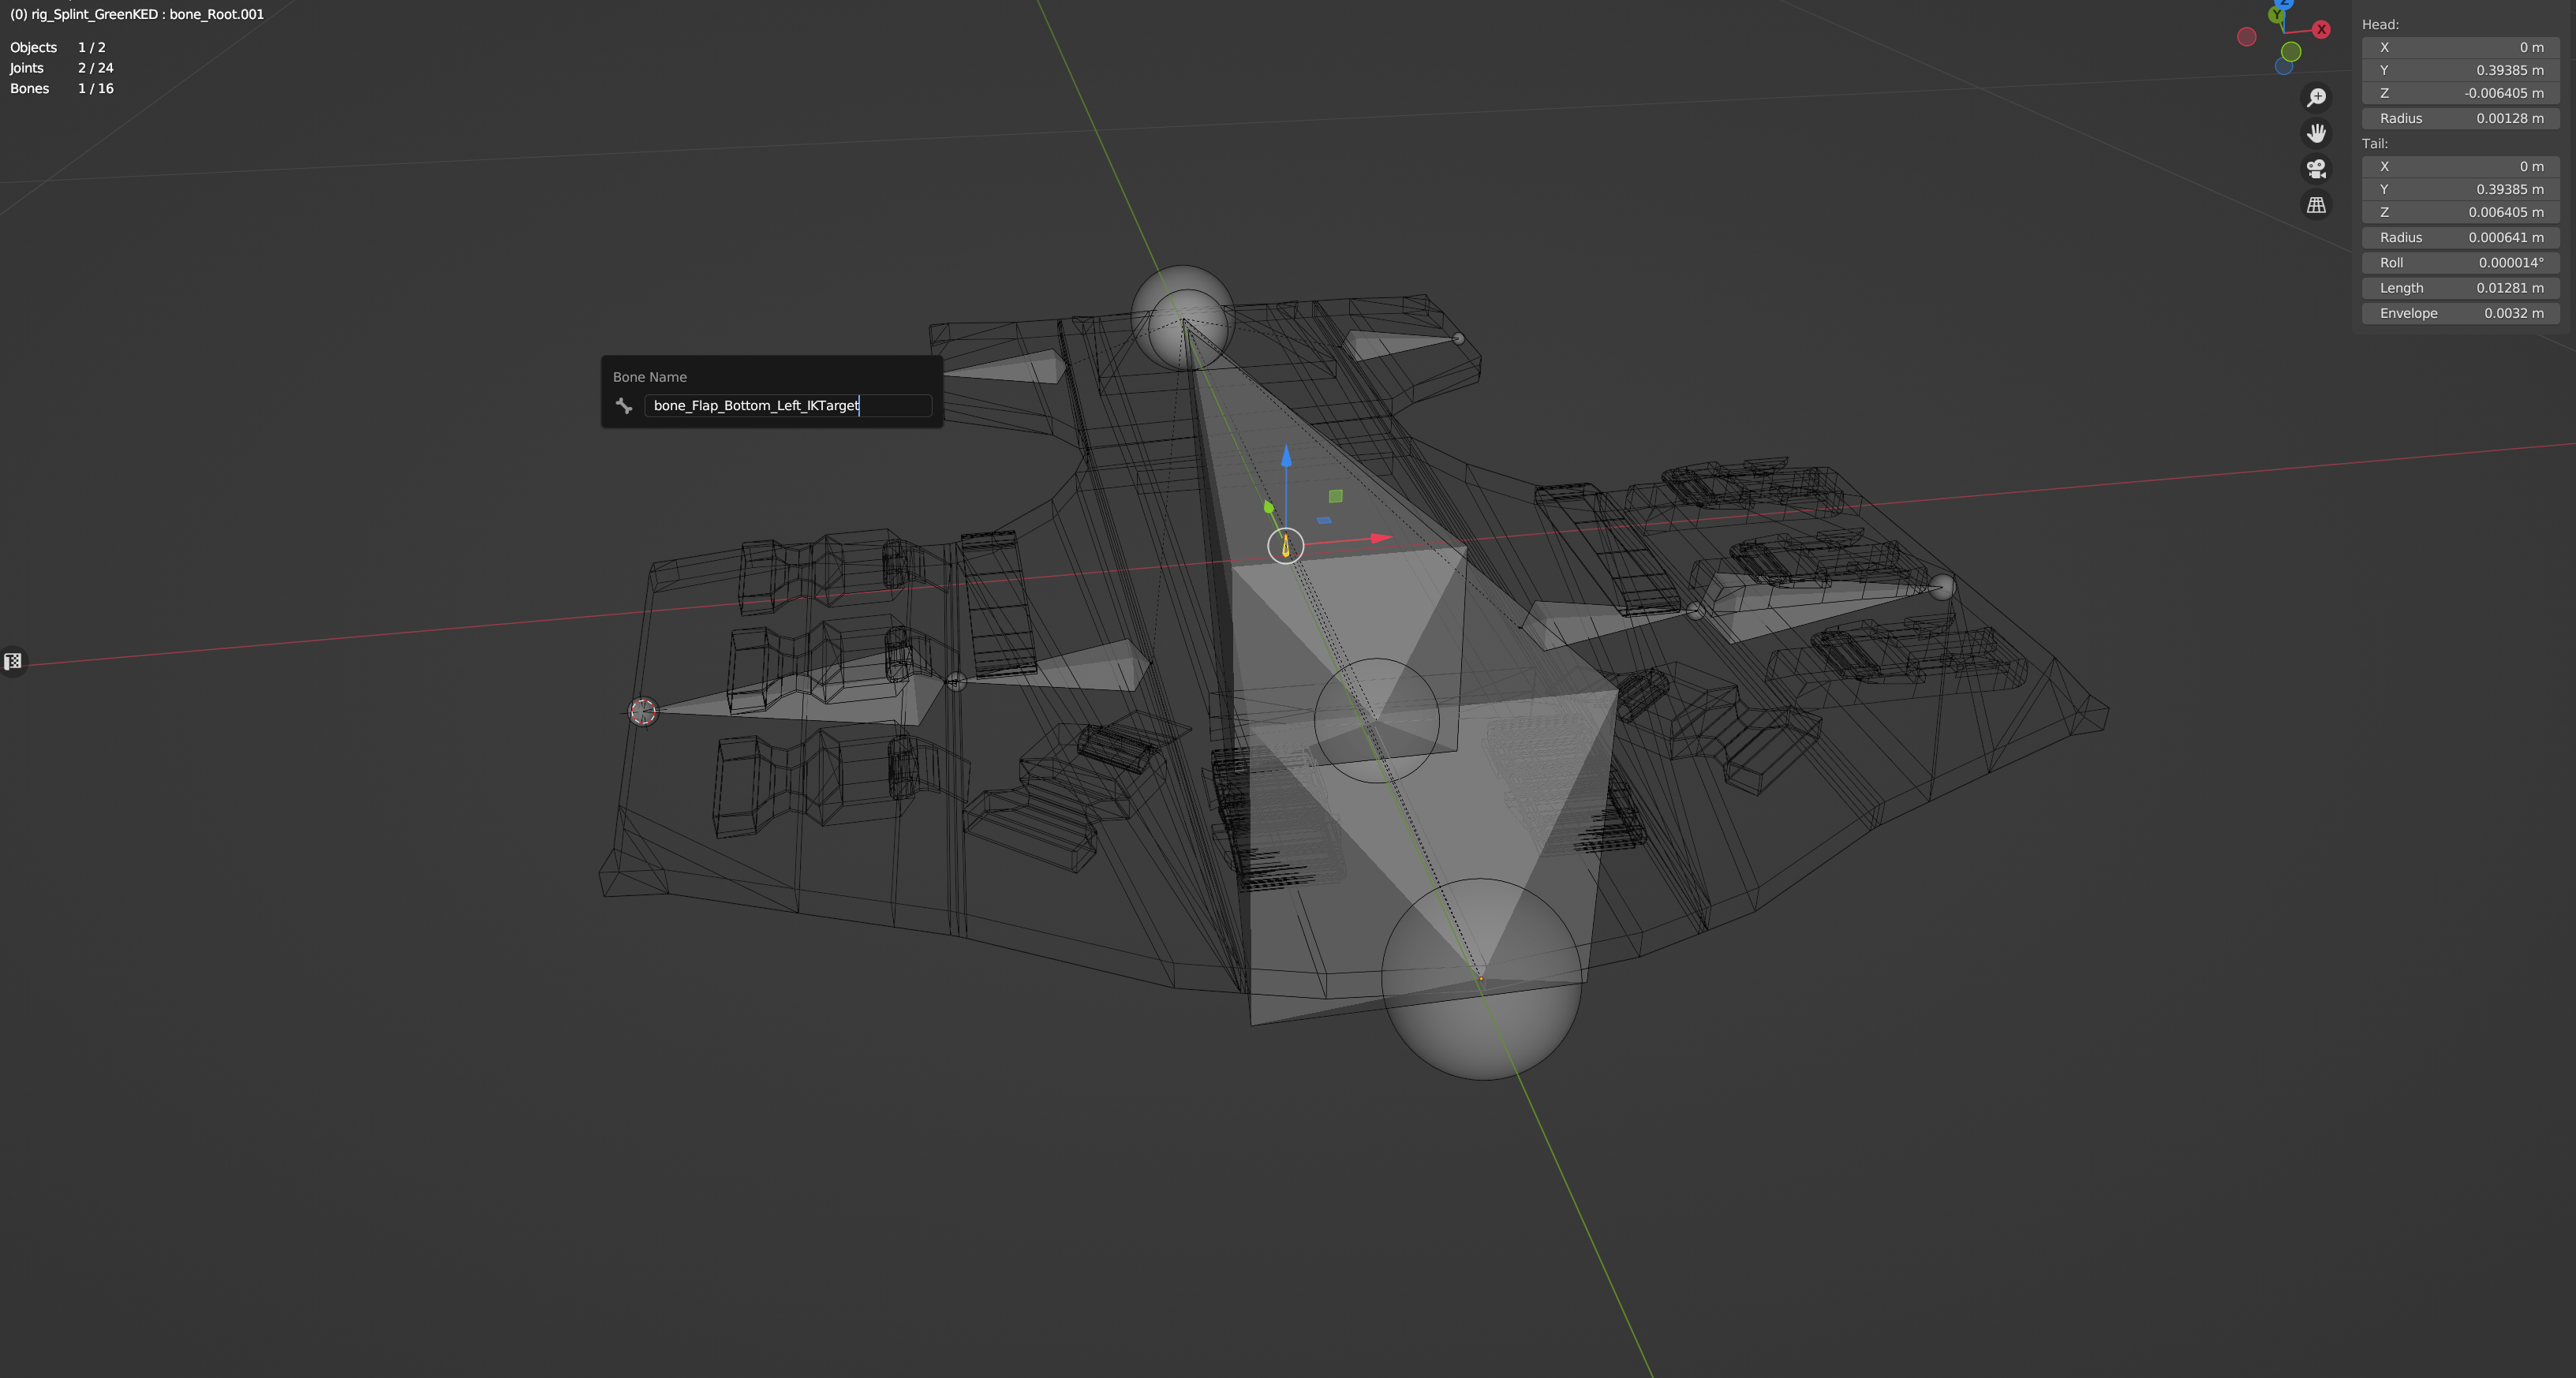 (0) rig_Splint_GreenKED : bone_Root.001
Objects 1 / 2
Joints 2 / 24
Bones 1 / 16
Bone Name
bone_Flap_Bottom_Left_IKTarget
Z
Y
X
Head:
X 0 m
Y 0.39385 m
Z -0.006405 m
Radius 0.00128 m
Tail:
X 0 m
Y 0.39385 m
Z 0.006405 m
Radius 0.000641 m
Roll 0.000014°
Length 0.01281 m
Envelope 0.0032 m